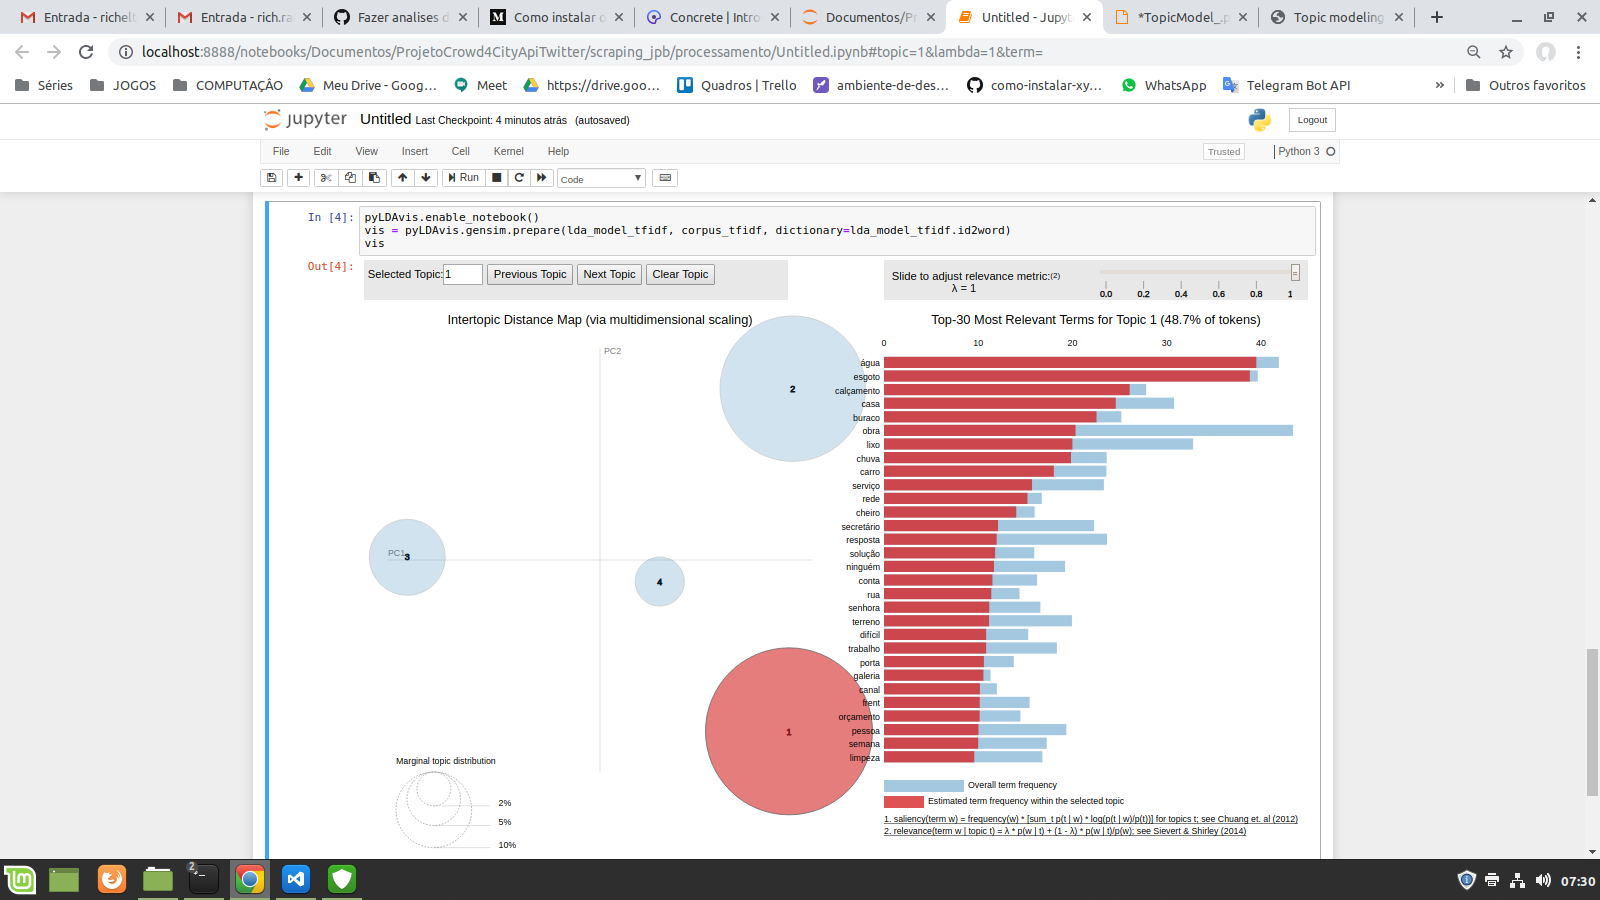 Entrada - richelt
Entrada - rich.ra
Fazer analises d
Como instalar o
Concrete | Intro
Documentos/Pr
Untitled - Jupyt
*TopicModel_.p
Topic modeling
localhost:8888/notebooks/Documentos/ProjetoCrowd4CityApiTwitter/scraping_jpb/processamento/Untitled.ipynb#topic=1&lambda=1&term=
Séries
JOGOS
COMPUTAÇÂO
Meu Drive - Goog...
Meet
https://drive.goo...
Quadros | Trello
ambiente-de-des...
como-instalar-xy...
WhatsApp
Telegram Bot API
»
Outros favoritos
jupyter Untitled Last Checkpoint: 4 minutos atrás (autosaved)
Logout
File Edit View Insert Cell Kernel Help
Trusted
Python 3
Run
Code
In [4]:
pyLDAvis.enable_notebook()
vis = pyLDAvis.gensim.prepare(lda_model_tfidf, corpus_tfidf, dictionary=lda_model_tfidf.id2word)
vis
Out[4]:
Selected Topic: 1 Previous Topic Next Topic Clear Topic
Slide to adjust relevance metric:(2)
λ = 1
0.0 0.2 0.4 0.6 0.8 1
Intertopic Distance Map (via multidimensional scaling)
PC2
PC1
2
3
4
1
Marginal topic distribution
2%
5%
10%
Top-30 Most Relevant Terms for Topic 1 (48.7% of tokens)
0 10 20 30 40
água
esgoto
calçamento
casa
buraco
obra
lixo
chuva
carro
serviço
rede
cheiro
secretário
resposta
solução
ninguém
conta
rua
senhora
terreno
difícil
trabalho
porta
galeria
canal
frent
orçamento
pessoa
semana
limpeza
Overall term frequency
Estimated term frequency within the selected topic
1. saliency(term w) = frequency(w) * [sum_t p(t | w) * log(p(t | w)/p(t))] for topics t; see Chuang et. al (2012)
2. relevance(term w | topic t) = λ * p(w | t) + (1 - λ) * p(w | t)/p(w); see Sievert & Shirley (2014)
2
07:30